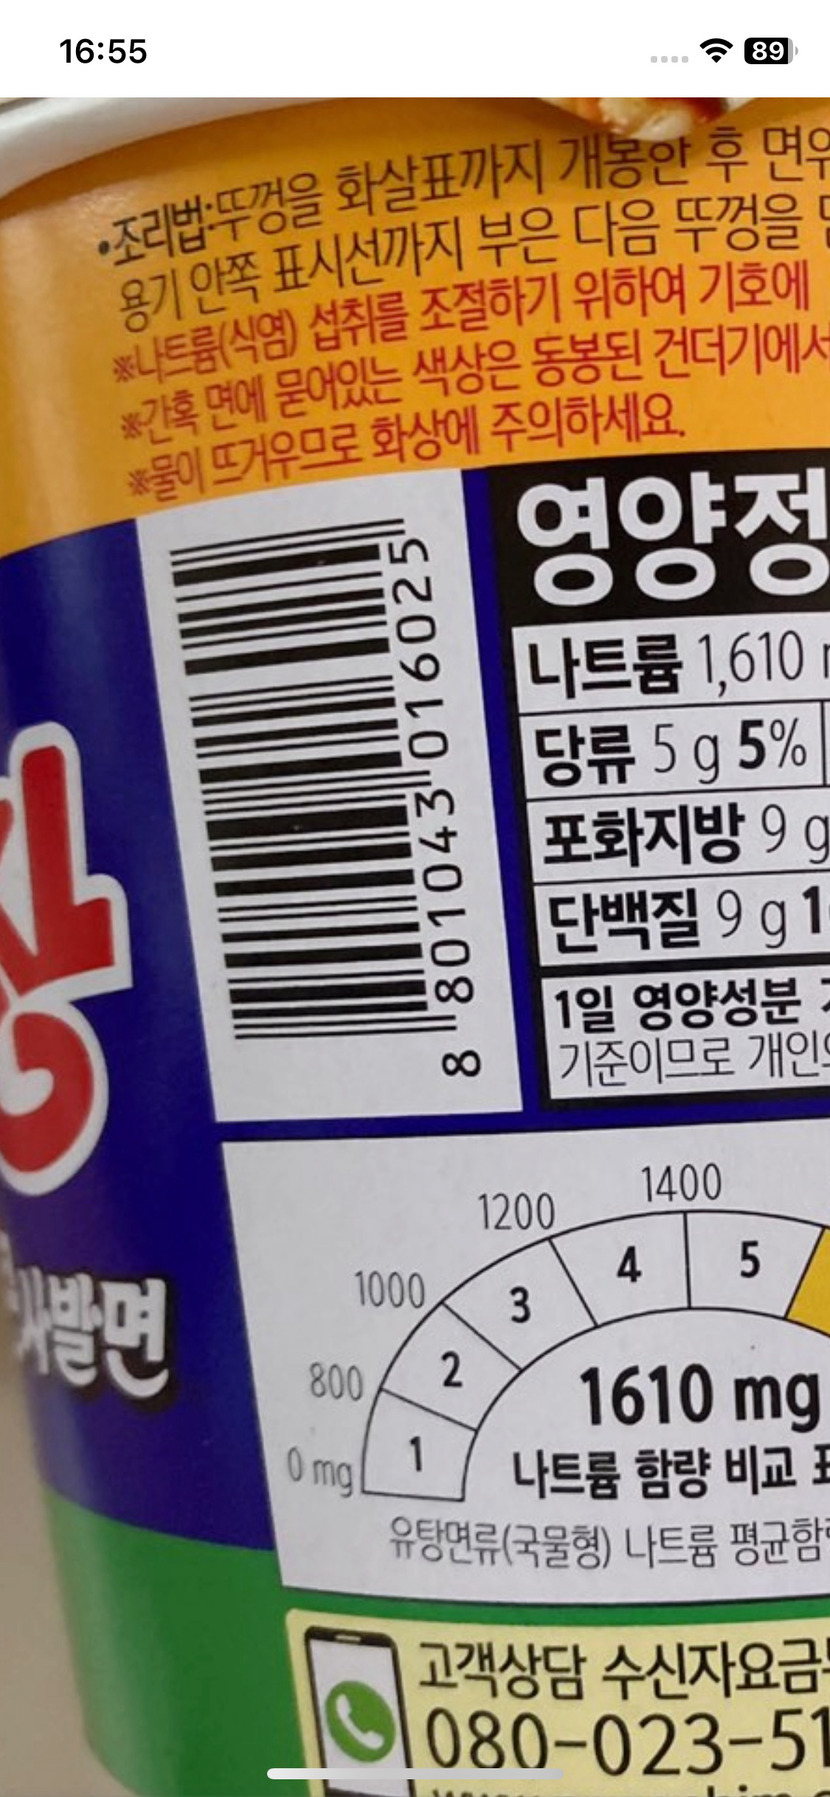 16:55
89
•조리법:뚜껑을 화살표까지 개봉한 후
용기 안쪽 표시선까지 부은 다음 뚜껑을
※나트륨(식염) 섭취를 조절하기 위하여 기호에
※간혹 면에 묻어있는 색상은 동봉된 건더기에서
※물이 뜨거우므로 화상에 주의하세요.
8 801043 016025
영양정
나트륨 1,610
당류 5 g 5%
포화지방 9 g
단백질 9 g 1
1일 영양성분
기준이므로 개인의
사발면
0 mg 800 1000 1200 1400
1 2 3 4 5
1610 mg
나트륨 함량 비교
유탕면류(국물형) 나트륨 평균함량
고객상담 수신자요금
080-023-51